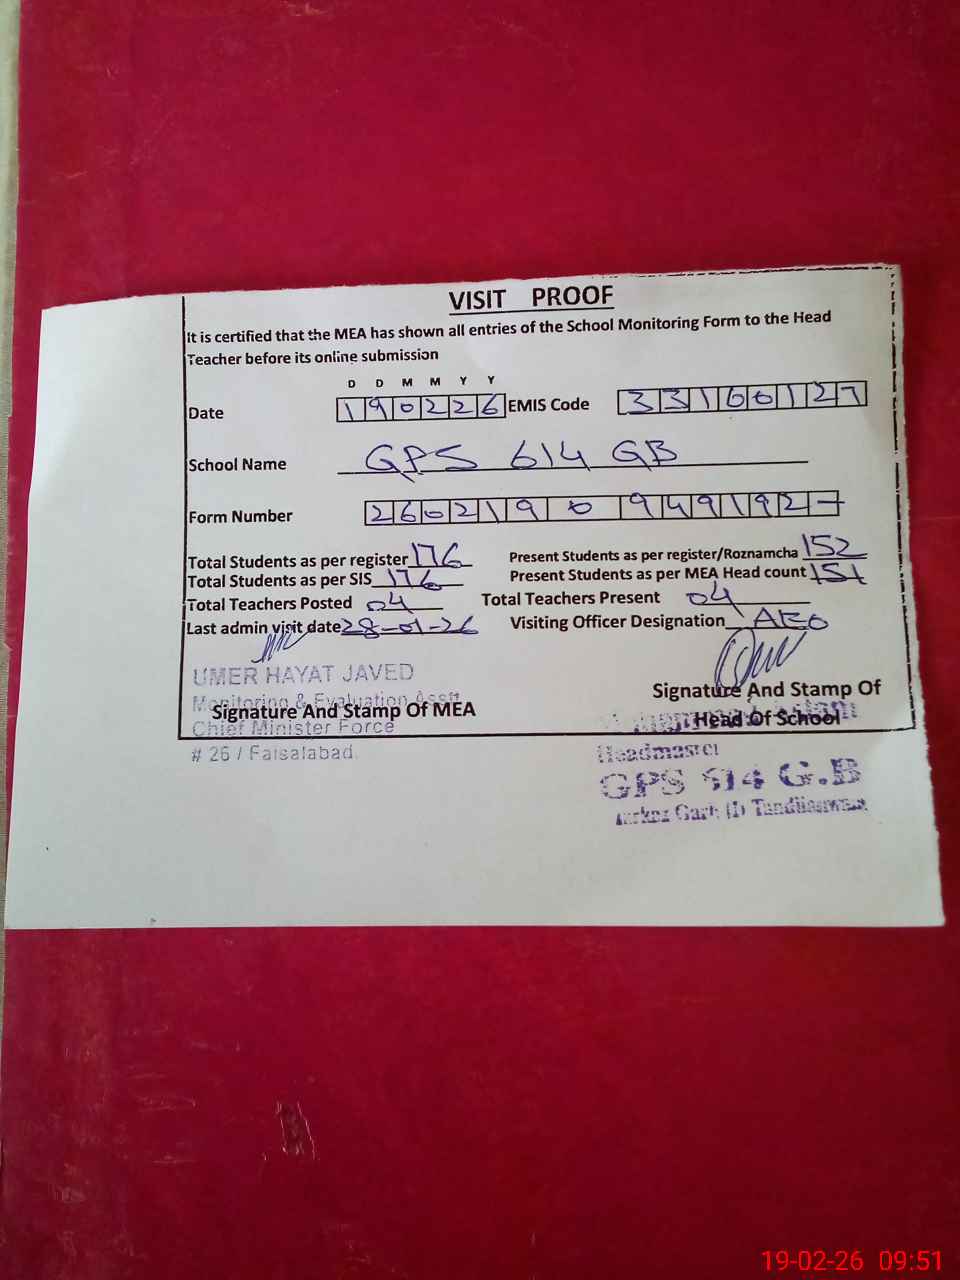 VISIT PROOF
It is certified that the MEA has shown all entries of the School Monitoring Form to the Head
Teacher before its online submission
D D M M Y Y
Date 190226 EMIS Code 33160127
School Name GPS 614 GB
Form Number 260219094919 2-
Total Students as per register 176 Present Students as per register/Roznamcha 152
Total Students as per SIS 176 Present Students as per MEA Head count 151
Total Teachers Posted 04 Total Teachers Present 04
Last admin visit date 28-01-26 Visiting Officer Designation AEO
UMER HAYAT JAVED
Monitoring & Evaluation Asstt
Signature And Stamp Of MEA
Chief Minister Force
# 26 / Faisalabad.
Signature And Stamp Of
Head Of School
Headmaster
GPS 614 G.B
Garh (I) Tandlianwala
19-02-26 09:51